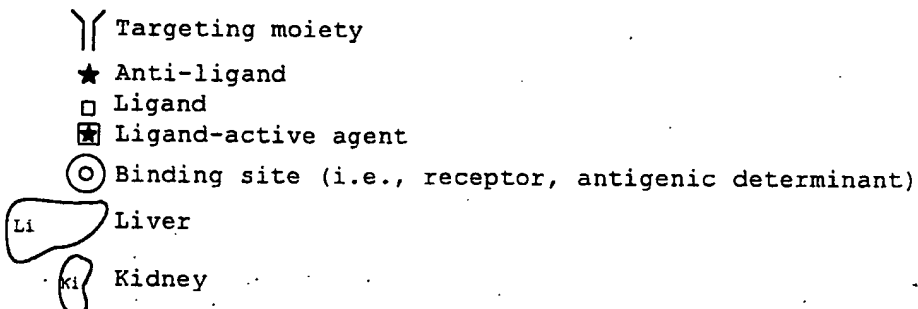 Targeting moiety
Anti-ligand
Ligand
Ligand-active agent
Binding site (i.e., receptor, antigenic determinant)
Li Liver
Ki Kidney